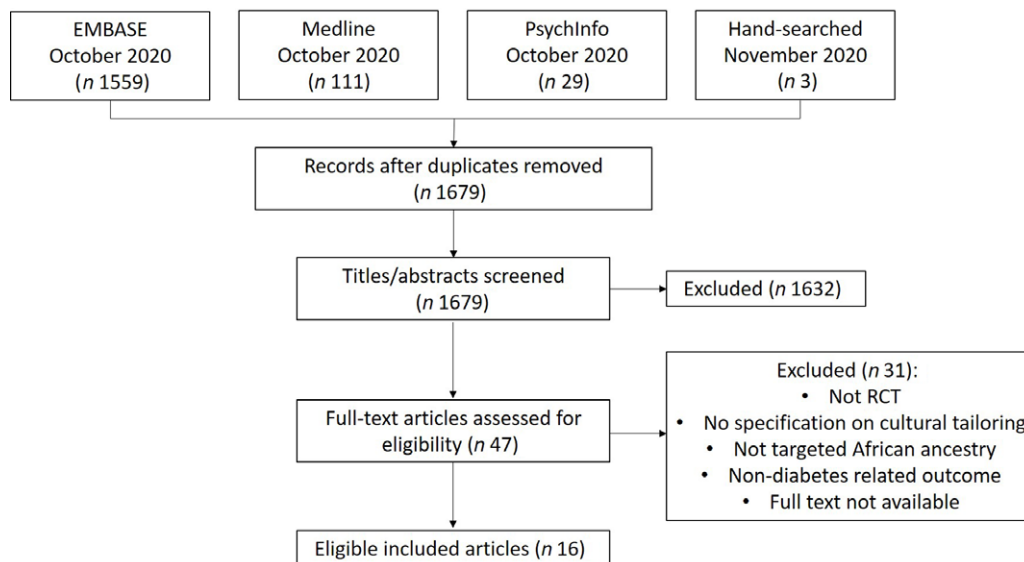 EMBASE
October 2020
(n 1559)
Medline
October 2020
(n 111)
PsychInfo
October 2020
(n 29)
Hand-searched
November 2020
(n 3)
Records after duplicates removed
(n 1679)
Titles/abstracts screened
(n 1679)
Excluded (n 1632)
Full-text articles assessed for
eligibility (n 47)
Excluded (n 31):
• Not RCT
• No specification on cultural tailoring
• Not targeted African ancestry
• Non-diabetes related outcome
• Full text not available
Eligible included articles (n 16)